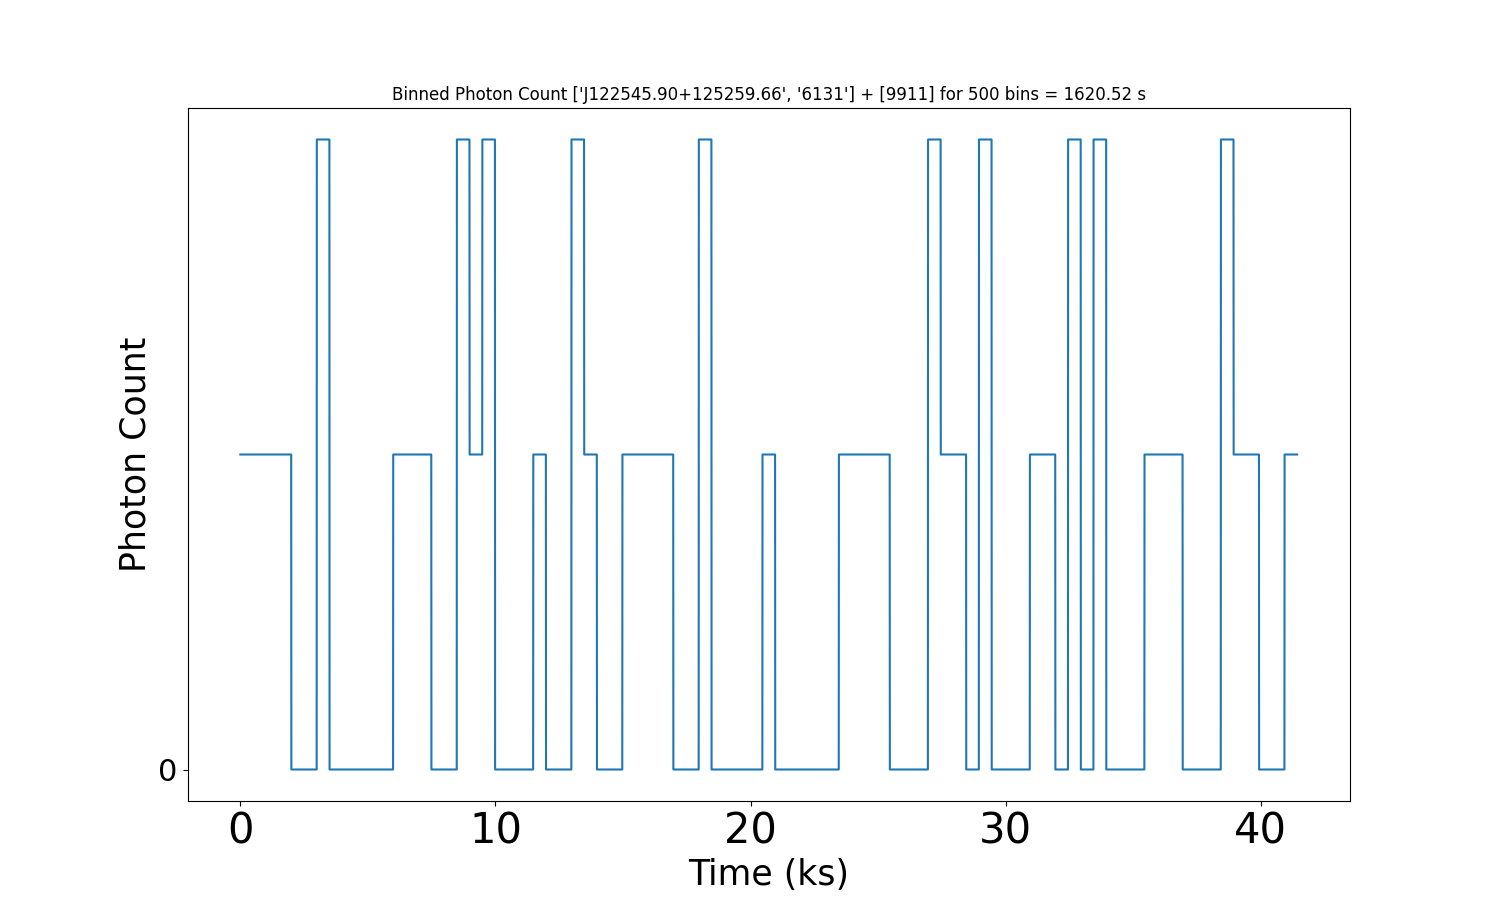 Binned Photon Count ['J122545.90+125259.66', '6131'] + [9911] for 500 bins = 1620.52 s
Photon Count
0
0 10 20 30 40
Time (ks)